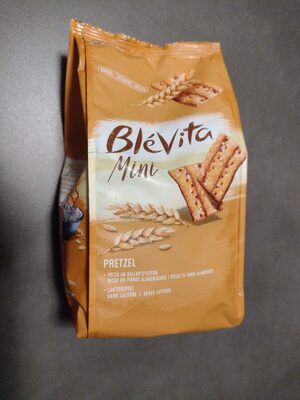 BléVita
Mini
PRETZEL
• REICH AN BALLASTSTOFFEN
RICHE EN FIBRES ALIMENTAIRES | RICCO DI FIBRE ALIMENTARI
• LAKTOSEFREI
SANS LACTOSE | SENZA LATTOSIO